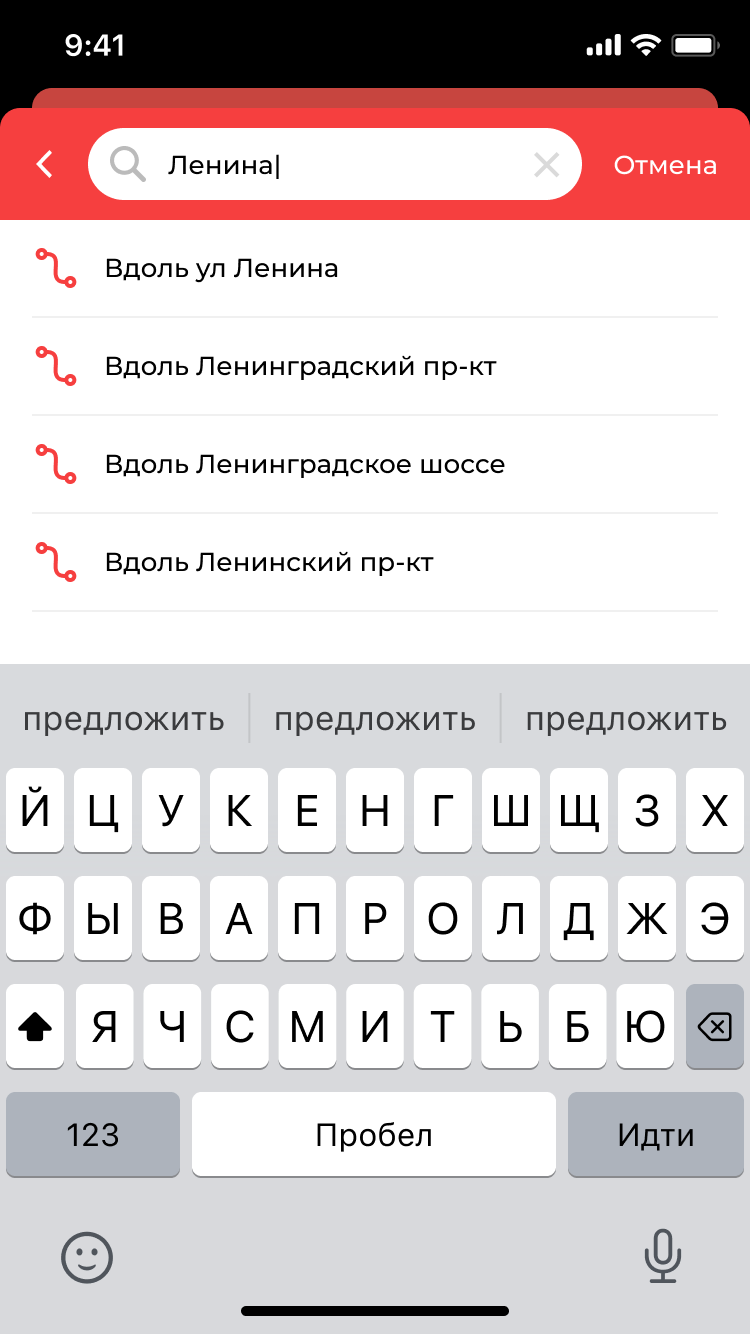 9:41
Ленина
Отмена
Вдоль ул Ленина
Вдоль Ленинградский пр-кт
Вдоль Ленинградское шоссе
Вдоль Ленинский пр-кт
предложить предложить предложить
Й Ц У К Е Н Г Ш Щ З Х
Ф Ы В А П Р О Л Д Ж Э
Я Ч С М И Т Ь Б Ю
123 Пробел Идти